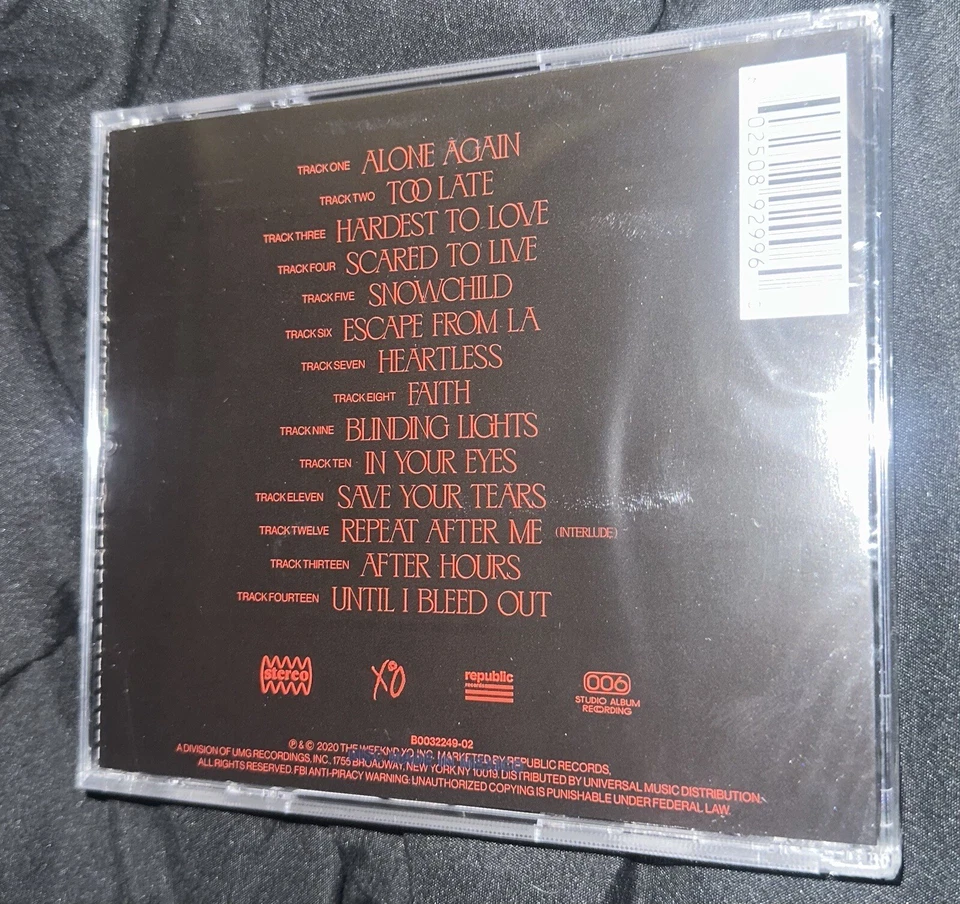 TRACK ONE ALONE AGAIN
TRACK TWO TOO LATE
TRACK THREE HARDEST TO LOVE
TRACK FOUR SCARED TO LIVE
TRACK FIVE SNOWCHILD
TRACK SIX ESCAPE FROM LA
TRACK SEVEN HEARTLESS
TRACK EIGHT FAITH
TRACK NINE BLINDING LIGHTS
TRACK TEN IN YOUR EYES
TRACK ELEVEN SAVE YOUR TEARS
TRACK TWELVE REPEAT AFTER ME (INTERLUDE)
TRACK THIRTEEN AFTER HOURS
TRACK FOURTEEN UNTIL I BLEED OUT
02508 92996
stereo
XO
republic
records
006
STUDIO ALBUM
RECORDING
B0032249-02
℗ & © 2020 THE WEEKND XO, INC. MARKETED BY REPUBLIC RECORDS,
A DIVISION OF UMG RECORDINGS, INC, 1755 BROADWAY, NEW YORK NY 10019. DISTRIBUTED BY UNIVERSAL MUSIC DISTRIBUTION.
ALL RIGHTS RESERVED. FBI ANTI-PIRACY WARNING: UNAUTHORIZED COPYING IS PUNISHABLE UNDER FEDERAL LAW.